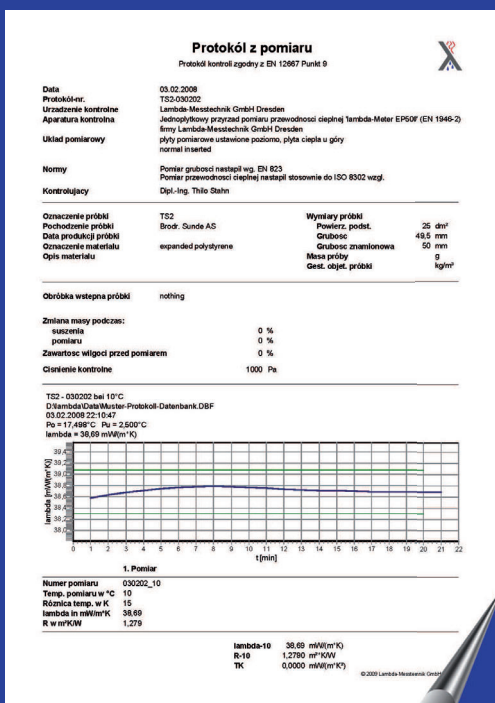 Protokól z pomiaru
Protokól kontroli zgodny z EN 12667 Punkt 9
Data 03.02.2008
Protokól-nr. TS2-030202
Urzadzenie kontrolne Lambda-Messtechnik GmbH Dresden
Aparatura kontrolna Jednoplytkowy przyrzad pomiaru przewodnosci cieplnej 'lambda-Meter EP500' (EN 1946-2)
firmy Lambda-Messtechnik GmbH Dresden
Uklad pomiarowy plyty pomiarowe ustawione poziomo, plyta ciepla u góry
normal inserted
Normy Pomiar grubosci nastapil wg. EN 823
Pomiar przewodnosci cieplnej nastapil stosownie do ISO 8302 wzgl.
Kontrolujacy Dipl.-Ing. Thilo Stahn
Oznaczenie próbki TS2 Wymiary próbki
Pochodzenie próbki Brodr. Sunde AS Powierz. podst. 25 dm²
Data produkcji próbki Grubosc 49,5 mm
Oznaczenie materialu expanded polystyrene Grubosc znamionowa 50 mm
Opis materialu Masa próby g
Gest. objet. próbki kg/m³
Obróbka wstepna próbki nothing
Zmiana masy podczas:
suszenia 0 %
pomiaru 0 %
Zawartosc wilgoci przed pomiarem 0 %
Cisnienie kontrolne 1000 Pa
TS2 - 030202 bei 10°C
D:\lambda\Data\Muster-Protokoll-Datenbank.DBF
03.02.2008 22:10:47
Po = 17,498°C Pu = 2,500°C
lambda = 38,69 mW/(m*K)
lambda [mW/(m*K)]
39,4
39,2
39,0
38,8
38,6
38,4
38,2
38,0
0 1 2 3 4 5 6 7 8 9 10 11 12 13 14 15 16 17 18 19 20 21 22
t [min]
1. Pomiar
Numer pomiaru 030202_10
Temp. pomiaru w °C 10
Róznica temp. w K 15
lambda in mW/m*K 38,69
R w m²K/W 1,279
lambda-10 38,69 mW/(m*K)
R-10 1,2790 m²*K/W
TK 0,0000 mW/(m*K²)
© 2009 Lambda-Messtechnik GmbH